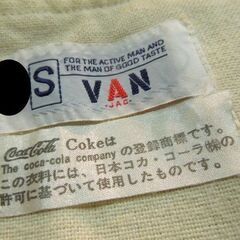 S
FOR THE ACTIVE MAN AND
THE MAN OF GOOD TASTE
VAN
JAC
Coca-Cola Cokeは
The coca-cola company の登録商標です。
この衣料には、日本コカ・コーラ㈱の
許可に基づいて使用したものです。